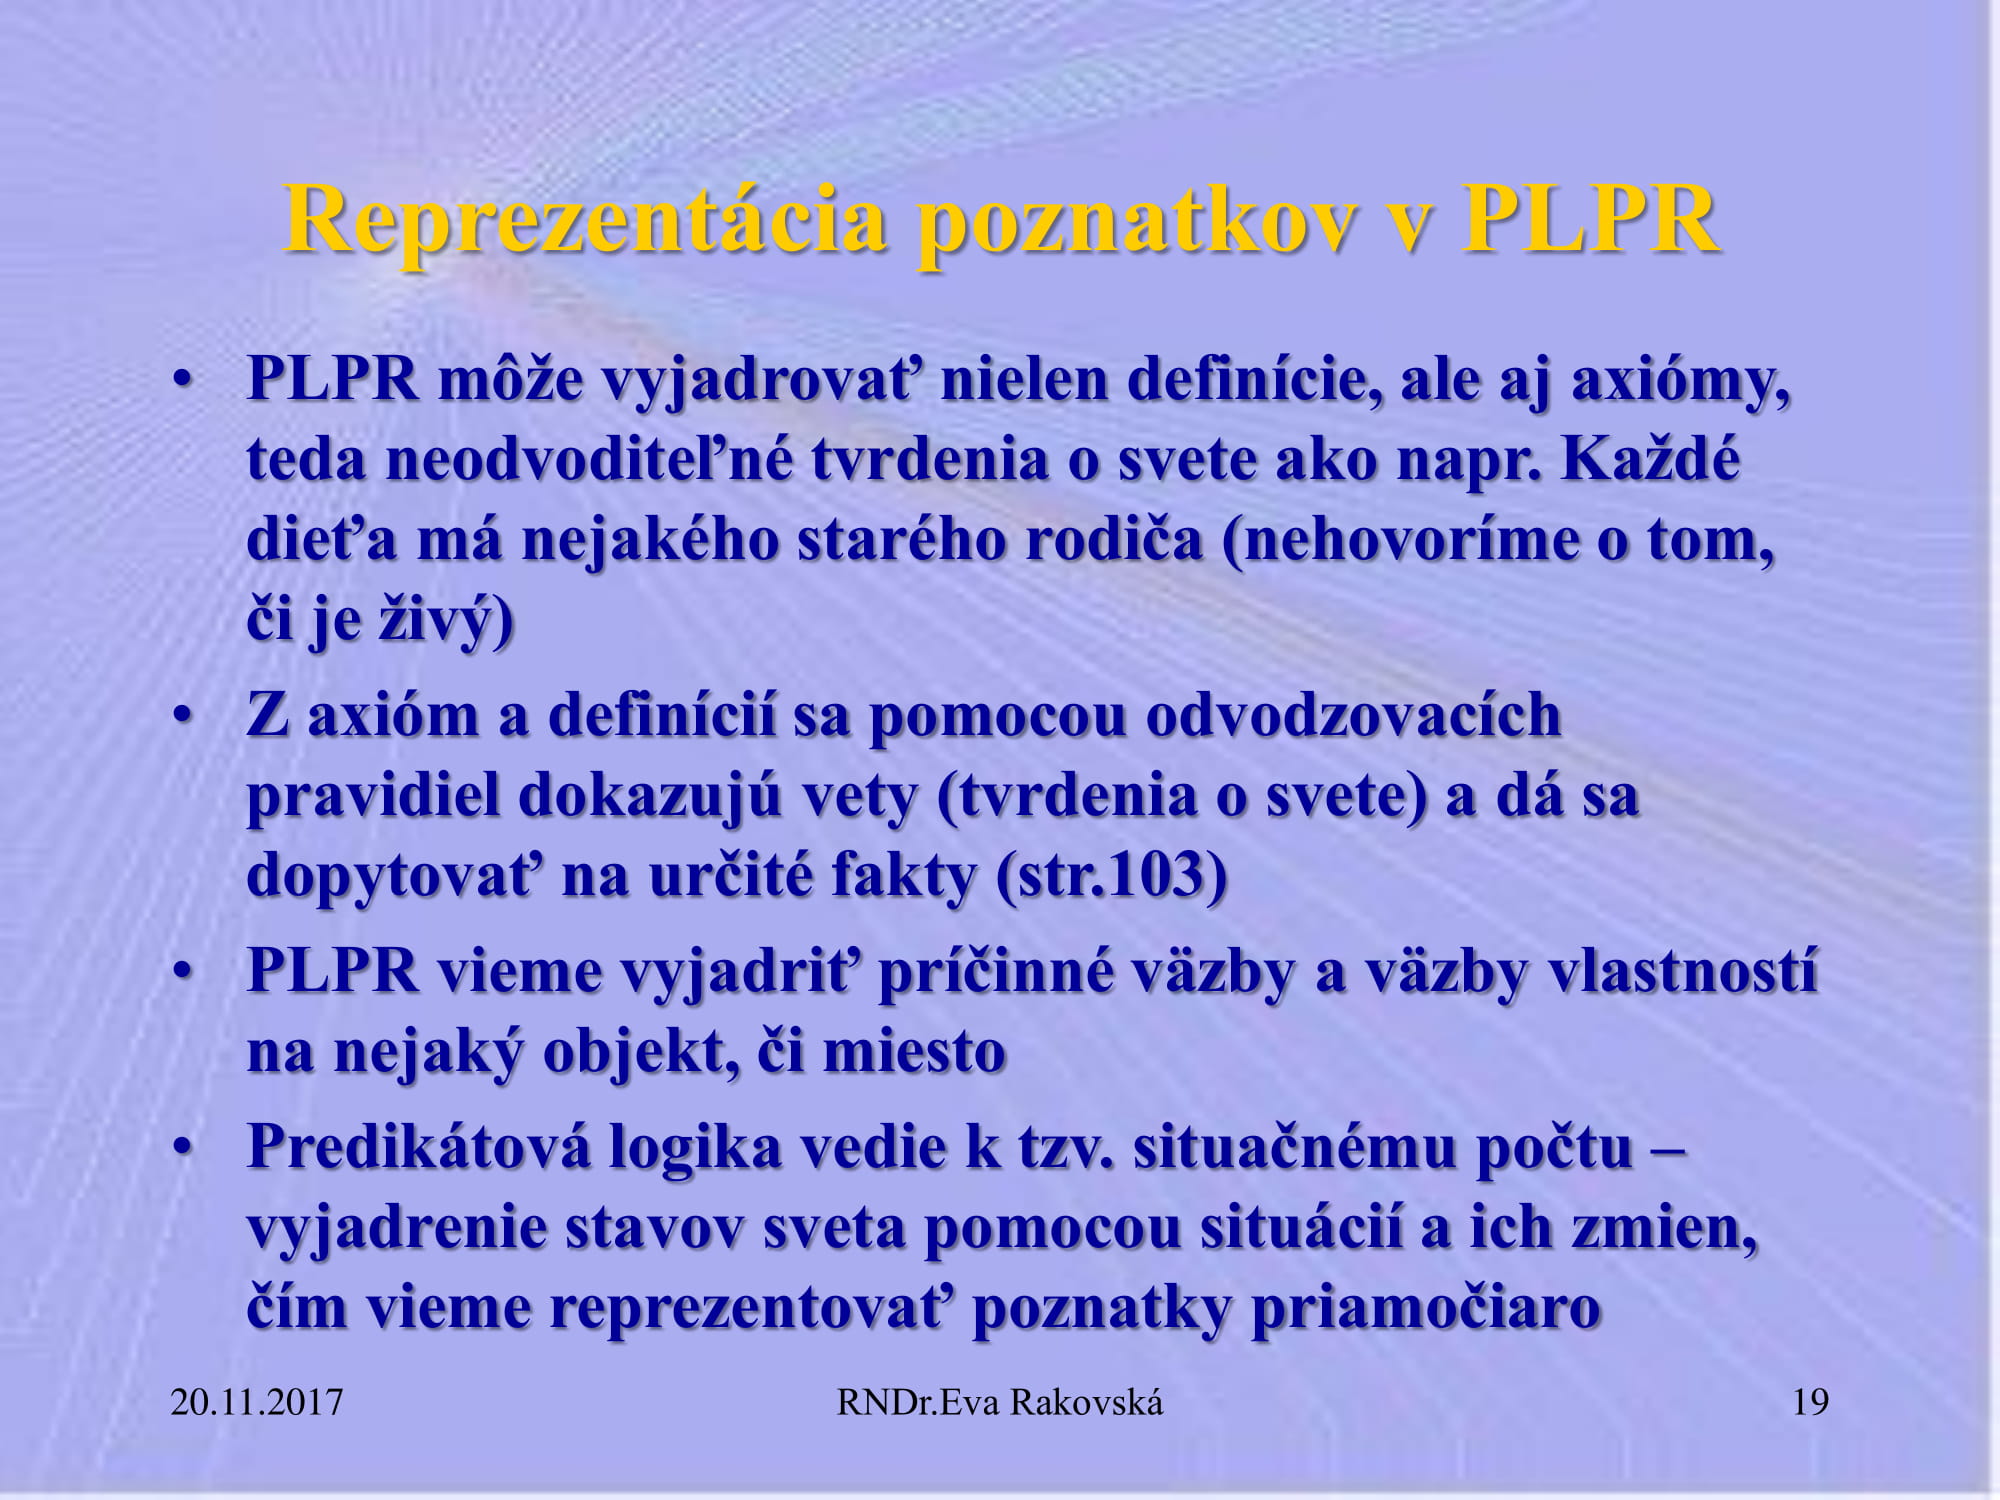 Reprezentácia poznatkov v PLPR
• PLPR môže vyjadrovať nielen definície, ale aj axiómy,
teda neodvoditeľné tvrdenia o svete ako napr. Každé
dieťa má nejakého starého rodiča (nehovoríme o tom,
či je živý)
• Z axióm a definícií sa pomocou odvodzovacích
pravidiel dokazujú vety (tvrdenia o svete) a dá sa
dopytovať na určité fakty (str.103)
• PLPR vieme vyjadriť príčinné väzby a väzby vlastností
na nejaký objekt, či miesto
• Predikátová logika vedie k tzv. situačnému počtu –
vyjadrenie stavov sveta pomocou situácií a ich zmien,
čím vieme reprezentovať poznatky priamočiaro
20.11.2017 RNDr.Eva Rakovská 19